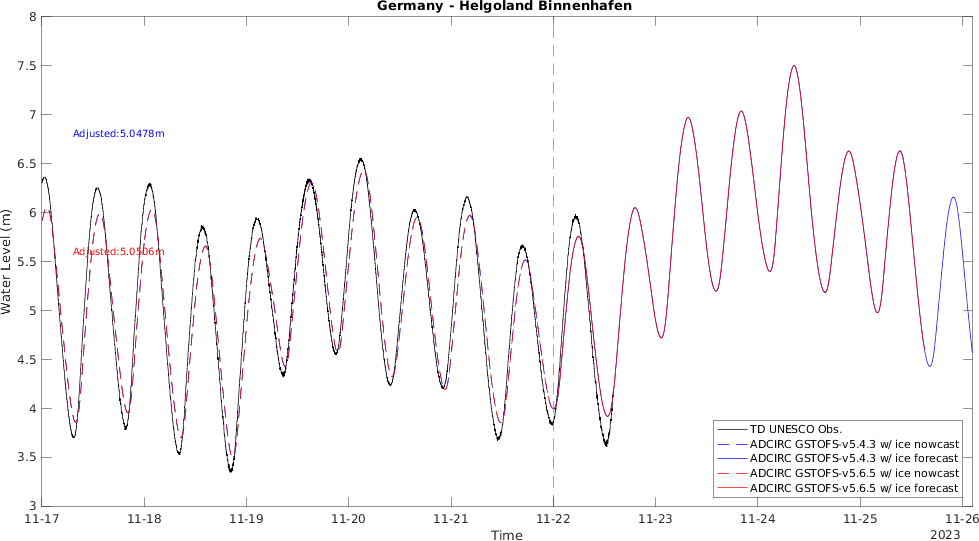 Germany - Helgoland Binnenhafen
8
7.5
7
6.5
6
5.5
5
4.5
4
3.5
3
Water Level (m)
Adjusted:5.0478m
Adjusted:5.0506m
TD UNESCO Obs.
ADCIRC GSTOFS-v5.4.3 w/ ice nowcast
ADCIRC GSTOFS-v5.4.3 w/ ice forecast
ADCIRC GSTOFS-v5.6.5 w/ ice nowcast
ADCIRC GSTOFS-v5.6.5 w/ ice forecast
11-17 11-18 11-19 11-20 11-21 11-22 11-23 11-24 11-25 11-26
Time
2023